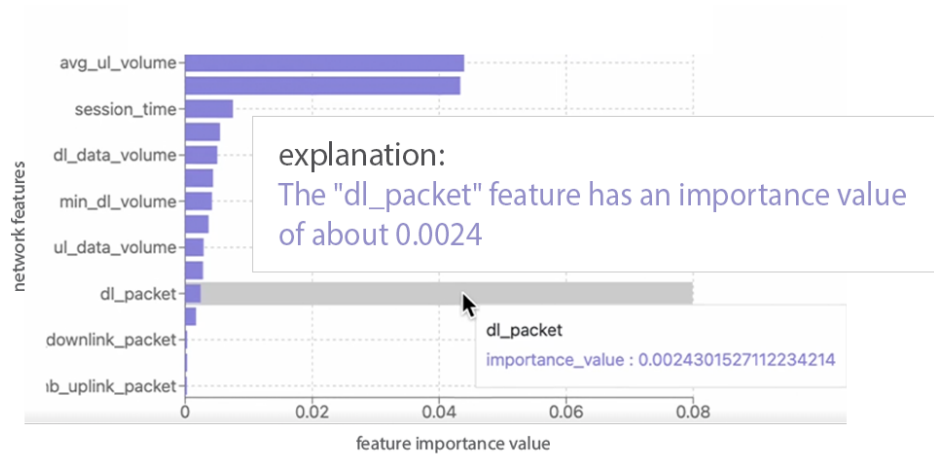 avg_ul_volume
session_time
dl_data_volume
min_dl_volume
ul_data_volume
dl_packet
downlink_packet
nb_uplink_packet
network features
explanation:
The "dl_packet" feature has an importance value
of about 0.0024
dl_packet
importance_value : 0.0024301527112234214
0 0.02 0.04 0.06 0.08
feature importance value